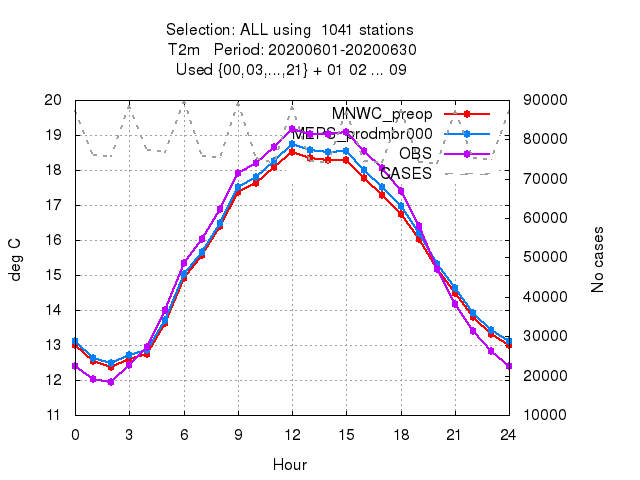 Selection: ALL using  1041 stations
T2m   Period: 20200601-20200630
Used {00,03,...,21} + 01 02 ... 09
MNWC_preop
MEPS_prodmbr000
OBS
CASES
20
19
18
17
16
15
14
13
12
11
90000
80000
70000
60000
50000
40000
30000
20000
10000
0
3
6
9
12
15
18
21
24
deg C
No cases
Hour